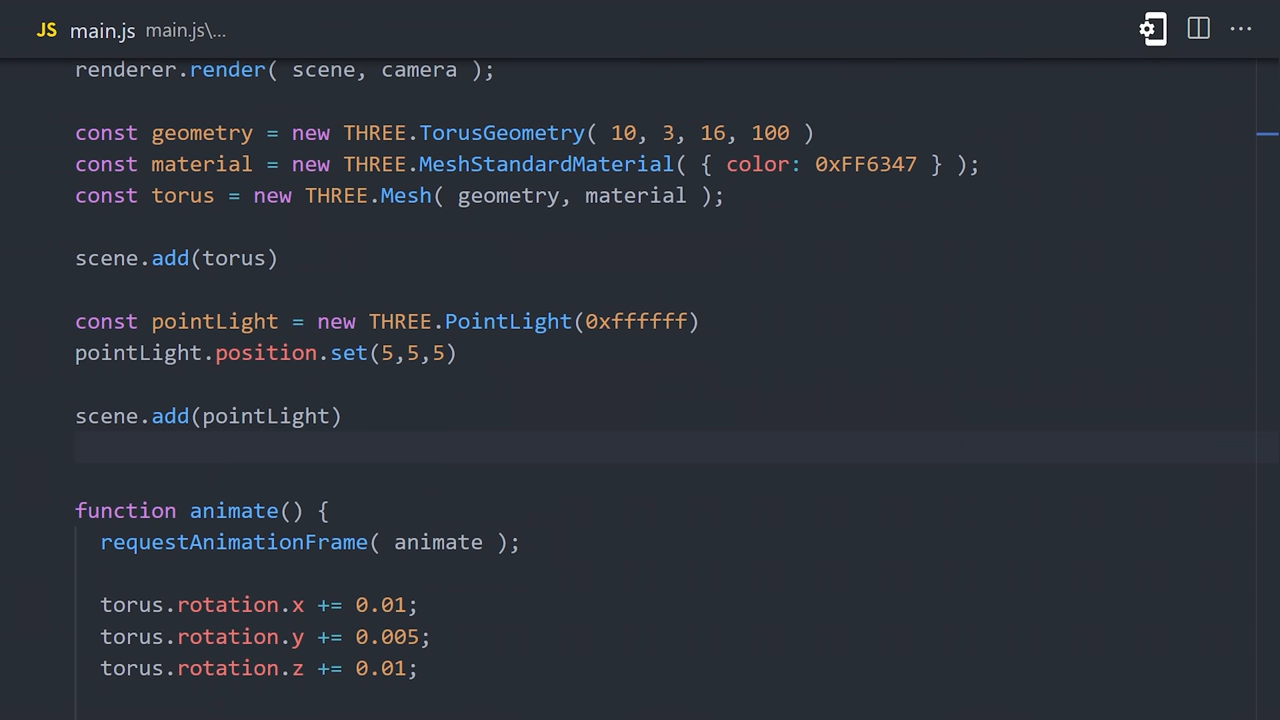 JS main.js main.js\...
renderer.render( scene, camera );
const geometry = new THREE.TorusGeometry( 10, 3, 16, 100 )
const material = new THREE.MeshStandardMaterial( { color: 0xFF6347 } );
const torus = new THREE.Mesh( geometry, material );
scene.add(torus)
const pointLight = new THREE.PointLight(0xffffff)
pointLight.position.set(5,5,5)
scene.add(pointLight)
function animate() {
requestAnimationFrame( animate );
torus.rotation.x += 0.01;
torus.rotation.y += 0.005;
torus.rotation.z += 0.01;